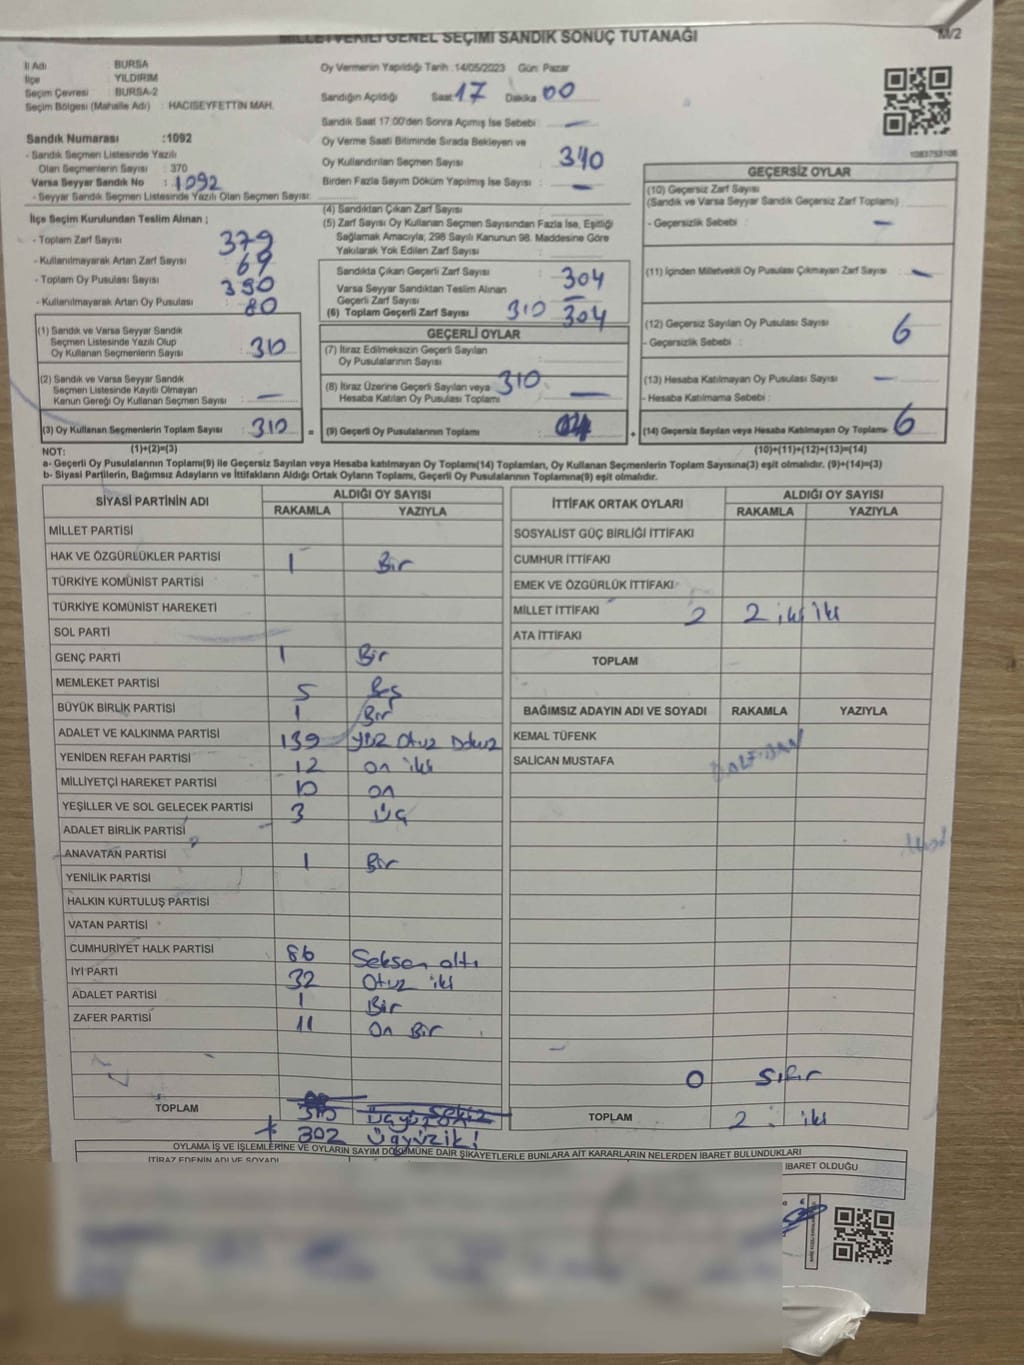 MİLLETVEKİLİ GENEL SEÇİMİ SANDIK SONUÇ TUTANAĞI
M/2
İl Adı : BURSA
İlçe : YILDIRIM
Seçim Çevresi : BURSA-2
Seçim Bölgesi (Mahalle Adı) : HACISEYFETTİN MAH.
Oy Vermenin Yapıldığı Tarih :14/05/2023 Gün: Pazar
Sandığın Açıldığı Saat 17 Dakika 00
Sandık Saat 17:00'den Sonra Açımış İse Sebebi : —
Sandık Numarası :1092
- Sandık Seçmen Listesinde Yazılı
Olan Seçmenlerin Sayısı : 370
Varsa Seyyar Sandık No : 1092
- Seyyar Sandık Seçmen Listesinde Yazılı Olan Seçmen Sayısı:
Oy Verme Saati Bitiminde Sırada Bekleyen ve
Oy Kullandırılan Seçmen Sayısı : 340
Birden Fazla Sayım Döküm Yapılmış İse Sayısı : —
1083753108
İlçe Seçim Kurulundan Teslim Alınan ;
- Toplam Zarf Sayısı 379
- Kullanılmayarak Artan Zarf Sayısı 69
- Toplam Oy Pusulası Sayısı 390
- Kullanılmayarak Artan Oy Pusulası 80
(4) Sandıktan Çıkan Zarf Sayısı :
(5) Zarf Sayısı Oy Kullanan Seçmen Sayısından Fazla İse, Eşitliği
Sağlamak Amacıyla; 298 Sayılı Kanunun 98. Maddesine Göre
Yakılarak Yok Edilen Zarf Sayısı :
Sandıkta Çıkan Geçerli Zarf Sayısı : 304
Varsa Seyyar Sandıktan Teslim Alınan
Geçerli Zarf Sayısı : —
(6) Toplam Geçerli Zarf Sayısı 310 304
GEÇERSİZ OYLAR
(10) Geçersiz Zarf Sayısı
(Sandık ve Varsa Seyyar Sandık Geçersiz Zarf Toplamı)
- Geçersizlik Sebebi : —
(11) İçinden Milletvekili Oy Pusulası Çıkmayan Zarf Sayısı —
(12) Geçersiz Sayılan Oy Pusulası Sayısı 6
- Geçersizlik Sebebi :
(13) Hesaba Katılmayan Oy Pusulası Sayısı —
- Hesaba Katılmama Sebebi :
(14) Geçersiz Sayılan veya Hesaba Katılmayan Oy Toplamı 6
(10)+(11)+(12)+(13)=(14)
(1) Sandık ve Varsa Seyyar Sandık
Seçmen Listesinde Yazılı Olup
Oy Kullanan Seçmenlerin Sayısı : 310
(2) Sandık ve Varsa Seyyar Sandık
Seçmen Listesinde Kayıtlı Olmayan
Kanun Gereği Oy Kullanan Seçmen Sayısı : —
(3) Oy Kullanan Seçmenlerin Toplam Sayısı 310 =
(1)+(2)=(3)
GEÇERLİ OYLAR
(7) İtiraz Edilmeksizin Geçerli Sayılan
Oy Pusulalarının Sayısı : 310
(8) İtiraz Üzerine Geçerli Sayılan veya
Hesaba Katılan Oy Pusulası Toplamı —
(9) Geçerli Oy Pusulalarının Toplamı +
NOT:
a- Geçerli Oy Pusulalarının Toplamı(9) ile Geçersiz Sayılan veya Hesaba katılmayan Oy Toplamı(14) Toplamları, Oy Kullanan Seçmenlerin Toplam Sayısına(3) eşit olmalıdır. (9)+(14)=(3)
b- Siyasi Partilerin, Bağımsız Adayların ve İttifakların Aldığı Ortak Oyların Toplamı, Geçerli Oy Pusulalarının Toplamına(9) eşit olmalıdır.
SİYASİ PARTİNİN ADI ALDIĞI OY SAYISI
RAKAMLA YAZIYLA
MİLLET PARTİSİ
HAK VE ÖZGÜRLÜKLER PARTİSİ 1 Bir
TÜRKİYE KOMÜNİST PARTİSİ
TÜRKİYE KOMÜNİST HAREKETİ
SOL PARTİ
GENÇ PARTİ 1 Bir
MEMLEKET PARTİSİ 5 Beş
BÜYÜK BİRLİK PARTİSİ 1 Bir
ADALET VE KALKINMA PARTİSİ 139 Yüz Otuz Dokuz
YENİDEN REFAH PARTİSİ 12 On iki
MİLLİYETÇİ HAREKET PARTİSİ 10 On
YEŞİLLER VE SOL GELECEK PARTİSİ 3 Üç
ADALET BİRLİK PARTİSİ
ANAVATAN PARTİSİ 1 Bir
YENİLİK PARTİSİ
HALKIN KURTULUŞ PARTİSİ
VATAN PARTİSİ
CUMHURİYET HALK PARTİSİ 86 Seksen altı
İYİ PARTİ 32 Otuz iki
ADALET PARTİSİ 1 Bir
ZAFER PARTİSİ 11 On Bir
TOPLAM 310
* 302 üçyüziki
İTTİFAK ORTAK OYLARI ALDIĞI OY SAYISI
RAKAMLA YAZIYLA
SOSYALİST GÜÇ BİRLİĞİ İTTİFAKI
CUMHUR İTTİFAKI
EMEK VE ÖZGÜRLÜK İTTİFAKI
MİLLET İTTİFAKI 2 2 iki iki
ATA İTTİFAKI
TOPLAM
BAĞIMSIZ ADAYIN ADI VE SOYADI RAKAMLA YAZIYLA
KEMAL TÜFENK
SALİCAN MUSTAFA
0 Sıfır
TOPLAM 2 : iki
OYLAMA İŞ VE İŞLEMLERİNE VE OYLARIN SAYIM DÖKÜMÜNE DAİR ŞİKAYETLERLE BUNLARA AİT KARARLARIN NELERDEN İBARET BULUNDUKLARI
İTİRAZ EDENİN ADI VE SOYADI
İBARET OLDUĞU